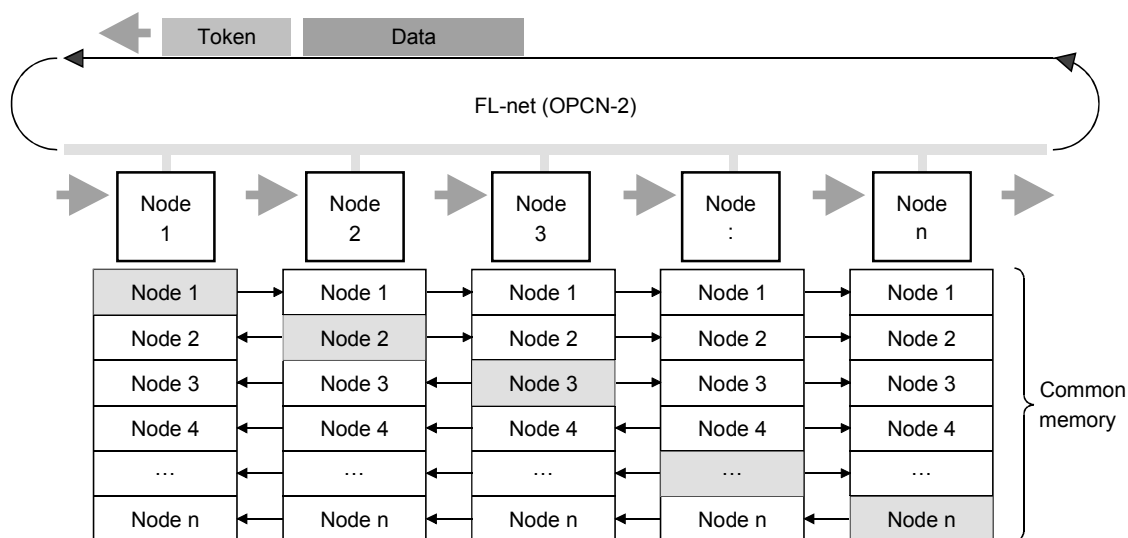 Token Data
FL-net (OPCN-2)
Node Node Node Node Node
1 2 3 : n
Node 1 Node 1 Node 1 Node 1 Node 1
Node 2 Node 2 Node 2 Node 2 Node 2
Node 3 Node 3 Node 3 Node 3 Node 3
Common
memory
Node 4 Node 4 Node 4 Node 4 Node 4
… … … … …
Node n Node n Node n Node n Node n